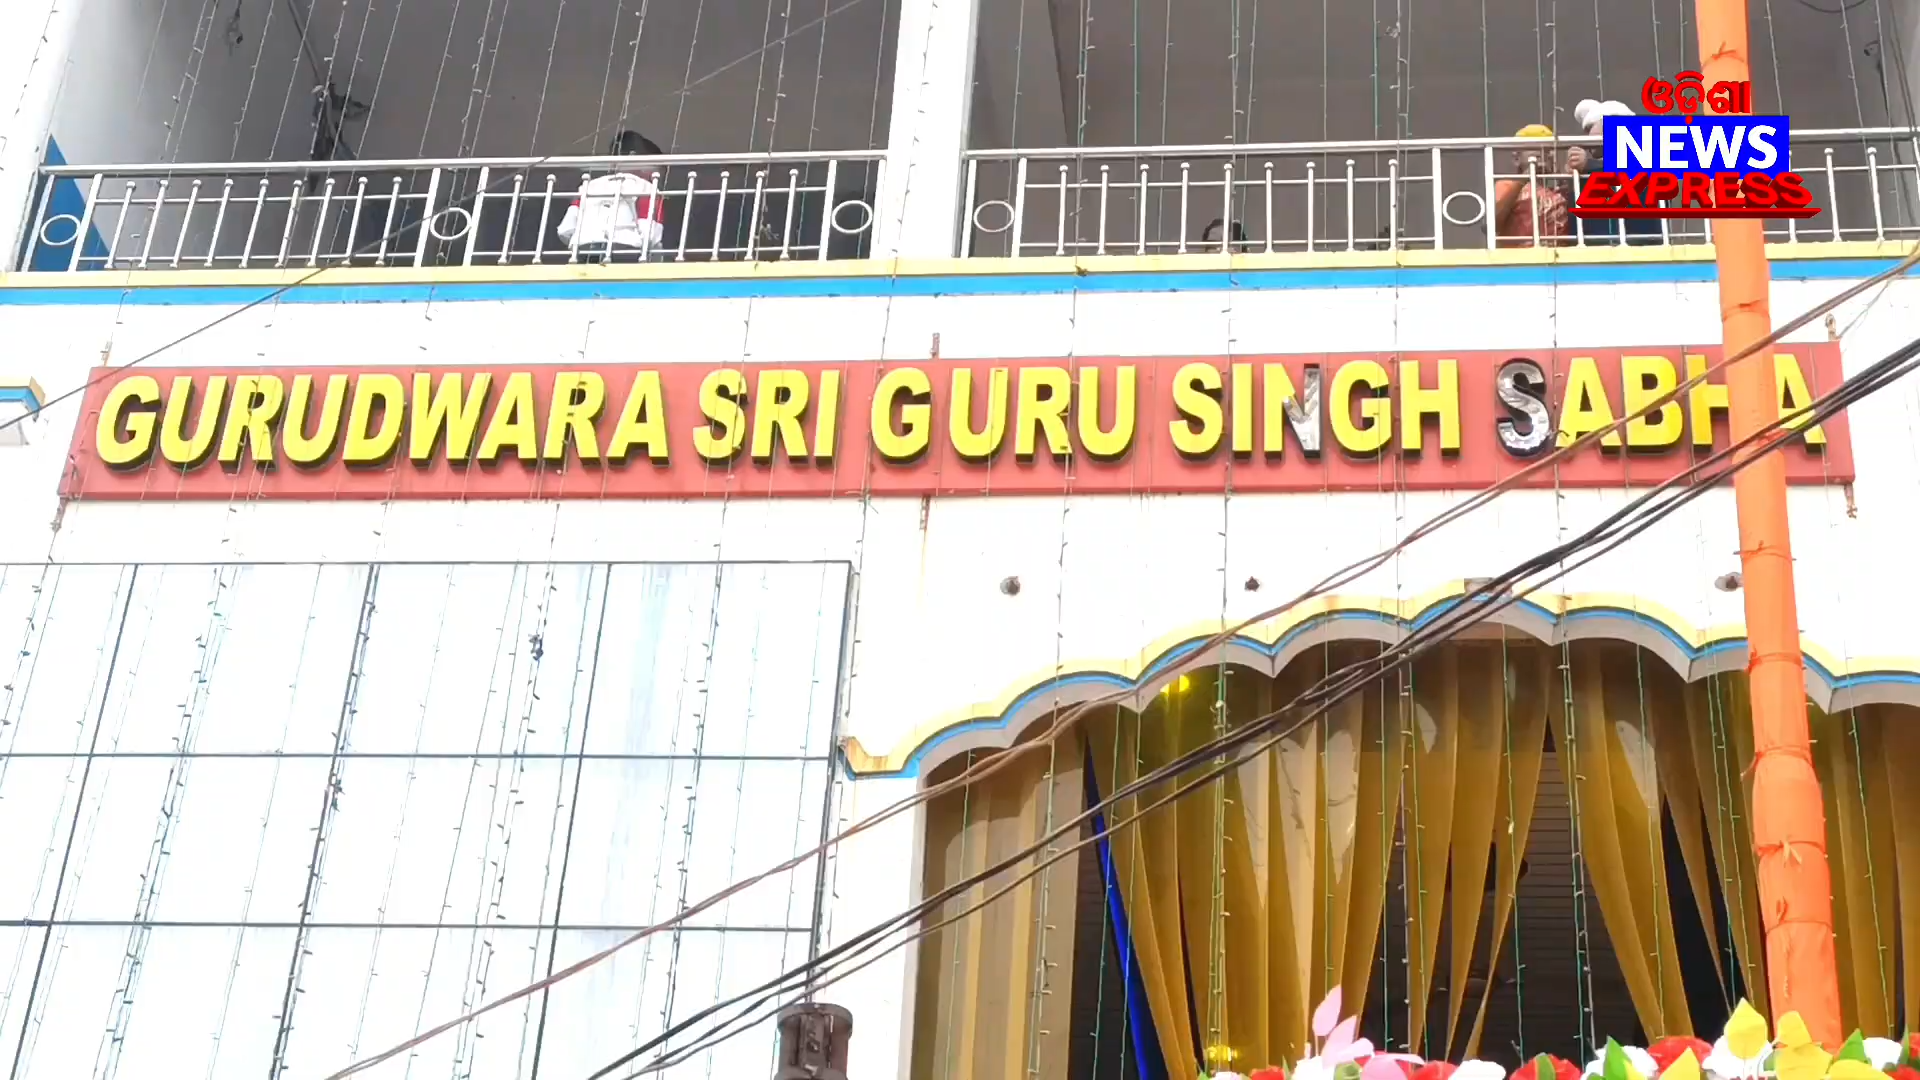 ଓଡ଼ିଶା
NEWS
EXPRESS
GURUDWARA SRI GURU SINGH SABHA